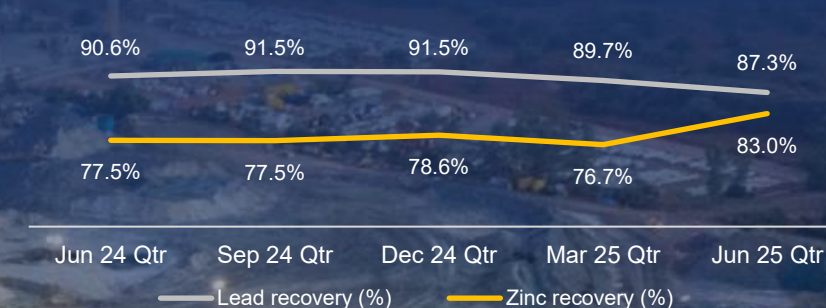 90.6% 91.5% 91.5% 89.7% 87.3%
77.5% 77.5% 78.6% 76.7% 83.0%
Jun 24 Qtr Sep 24 Qtr Dec 24 Qtr Mar 25 Qtr Jun 25 Qtr
Lead recovery (%) Zinc recovery (%)